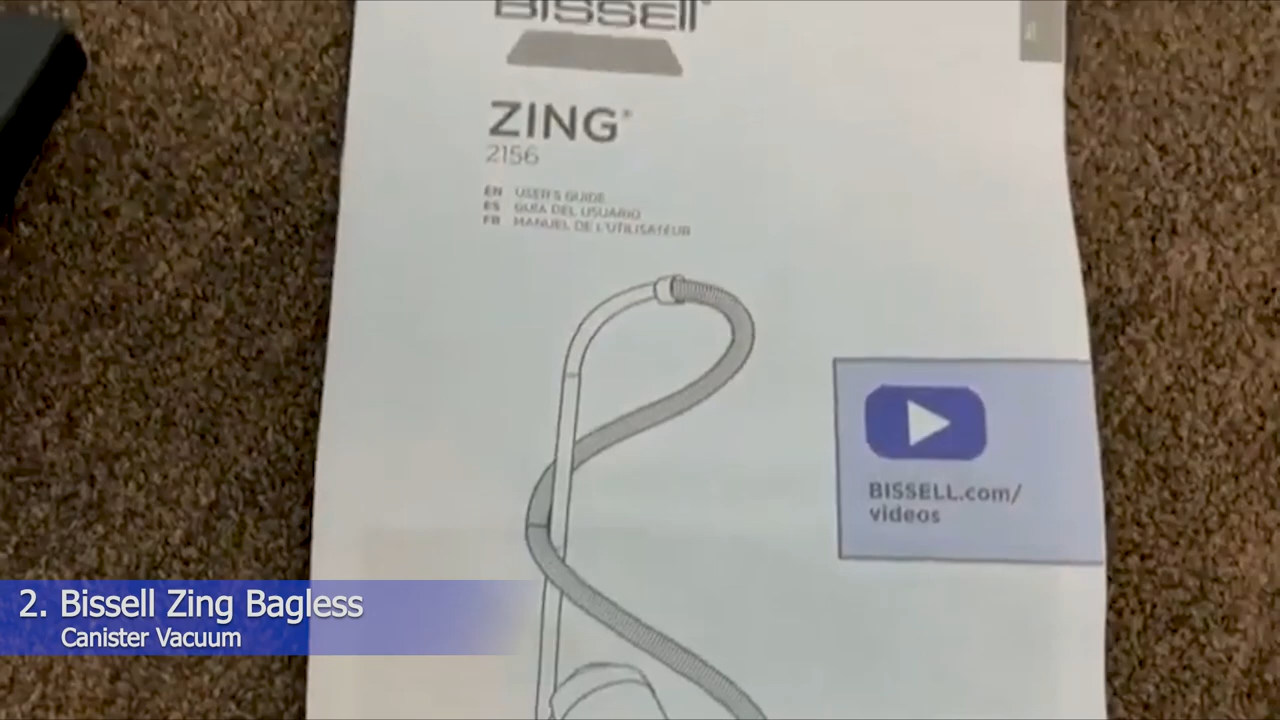 BISSELL®
ZING®
2156
EN USER'S GUIDE
ES GUÍA DEL USUARIO
FR MANUEL DE L'UTILISATEUR
BISSELL.com/
videos
2. Bissell Zing Bagless
Canister Vacuum